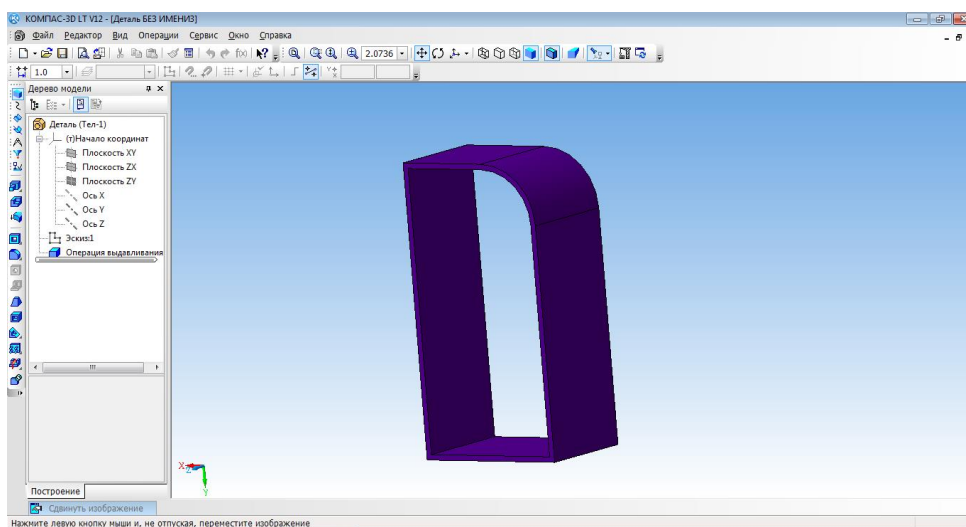 КОМПАС-3D LT V12 - [Деталь БЕЗ ИМЕНИ3]
Файл Редактор Вид Операции Сервис Окно Справка
2.0736
1.0
Дерево модели
Деталь (Тел-1)
(т)Начало координат
Плоскость XY
Плоскость ZX
Плоскость ZY
Ось X
Ось Y
Ось Z
Эскиз:1
Операция выдавливания
X
Z
Y
Построение
Сдвинуть изображение
Нажмите левую кнопку мыши и, не отпуская, переместите изображение